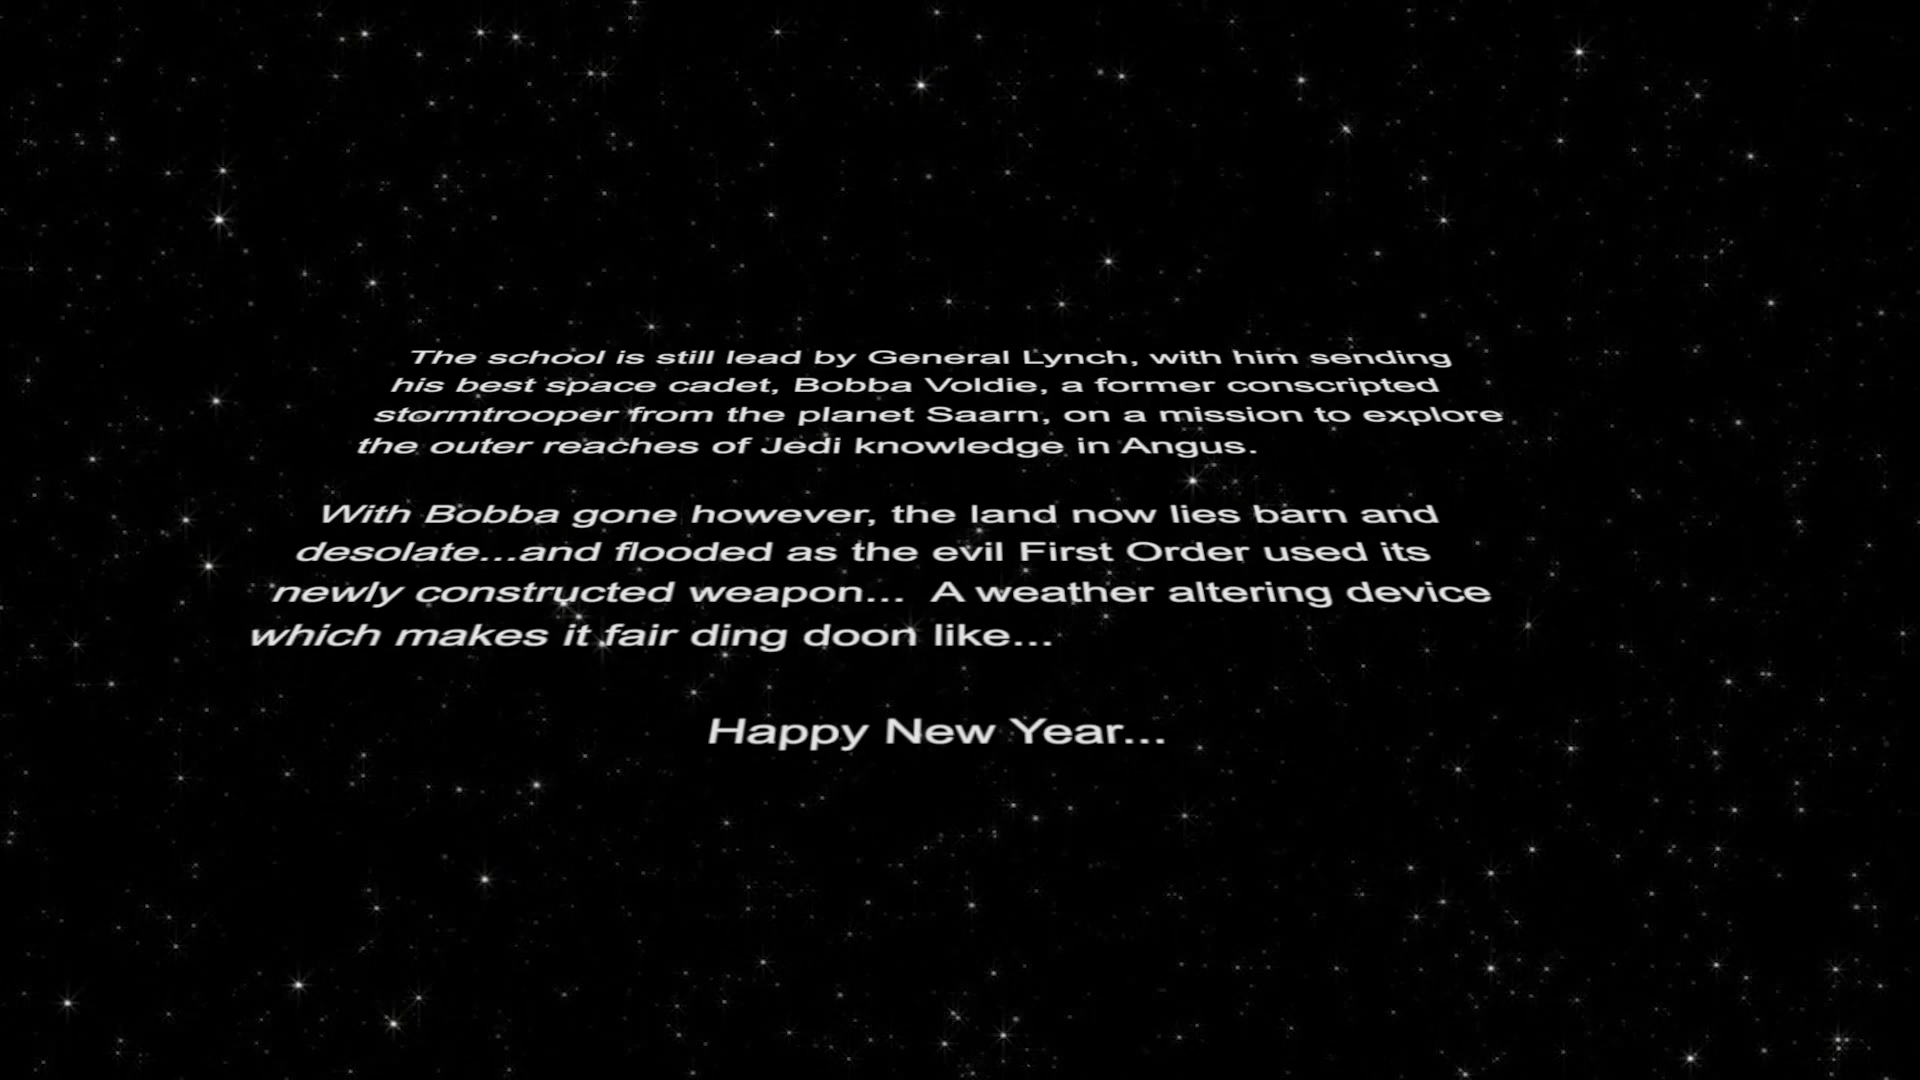 The school is still lead by General Lynch, with him sending
his best space cadet, Bobba Voldie, a former conscripted
stormtrooper from the planet Saarn, on a mission to explore
the outer reaches of Jedi knowledge in Angus.
With Bobba gone however, the land now lies barn and
desolate...and flooded as the evil First Order used its
newly constructed weapon... A weather altering device
which makes it fair ding doon like...
Happy New Year...